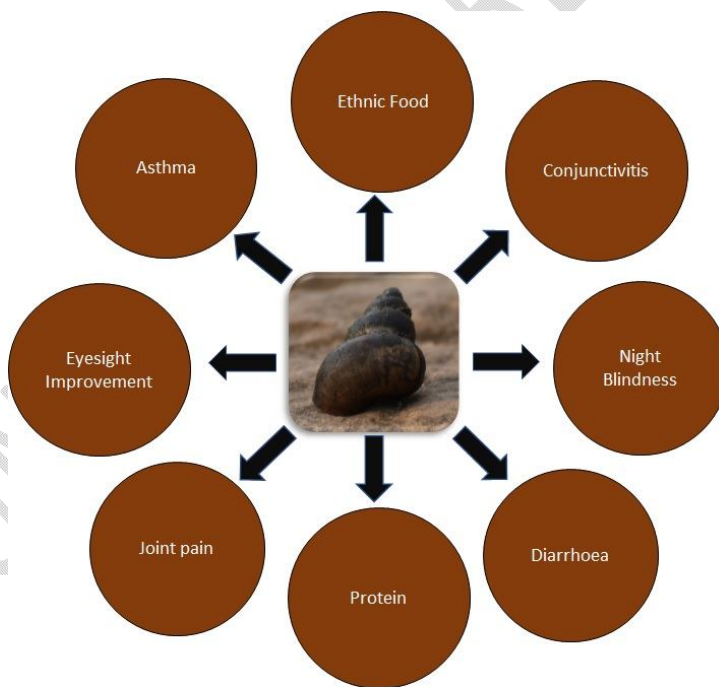 Ethnic Food
Asthma
Conjunctivitis
Eyesight
Improvement
Night
Blindness
Joint pain
Diarrhoea
Protein